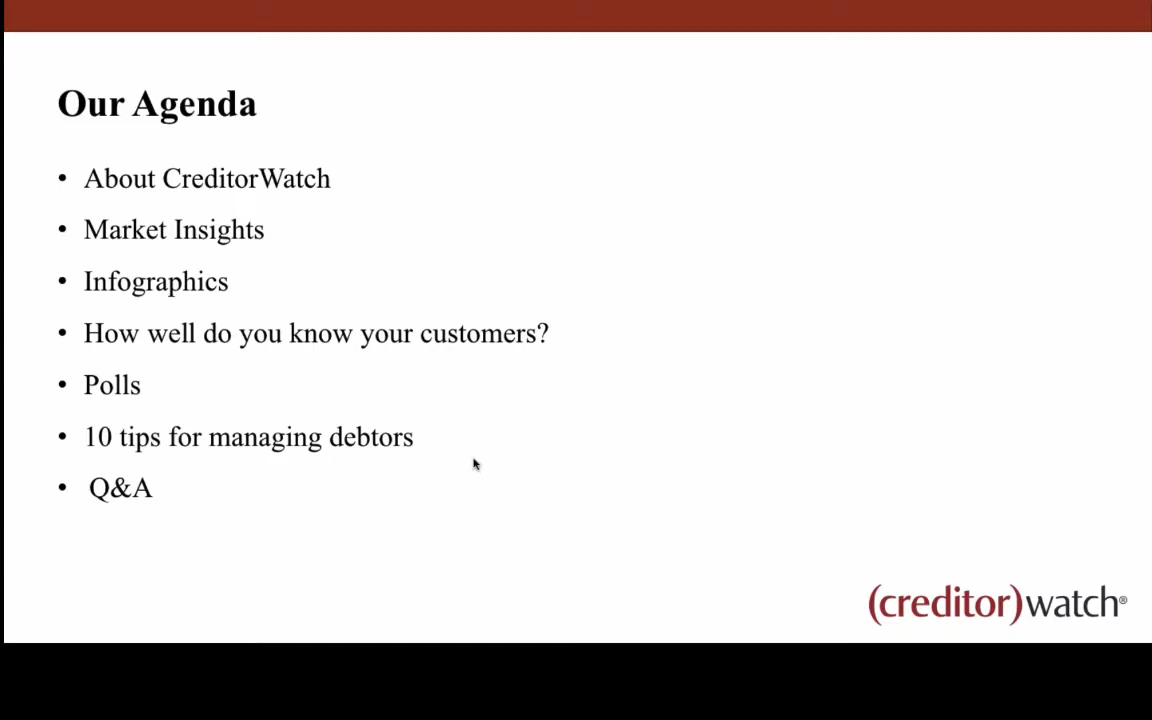 Our Agenda
• About CreditorWatch
• Market Insights
• Infographics
• How well do you know your customers?
• Polls
• 10 tips for managing debtors
• Q&A
(creditor)watch®